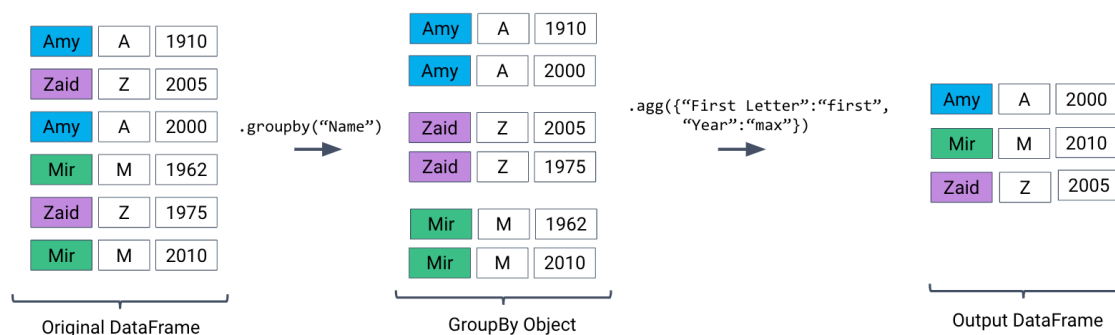 Amy A 1910
Zaid Z 2005
Amy A 2000
Mir M 1962
Zaid Z 1975
Mir M 2010
Original DataFrame
.groupby(“Name”)
Amy A 1910
Amy A 2000
Zaid Z 2005
Zaid Z 1975
Mir M 1962
Mir M 2010
GroupBy Object
.agg({“First Letter”:“first”,
“Year”:“max”})
Amy A 2000
Mir M 2010
Zaid Z 2005
Output DataFrame